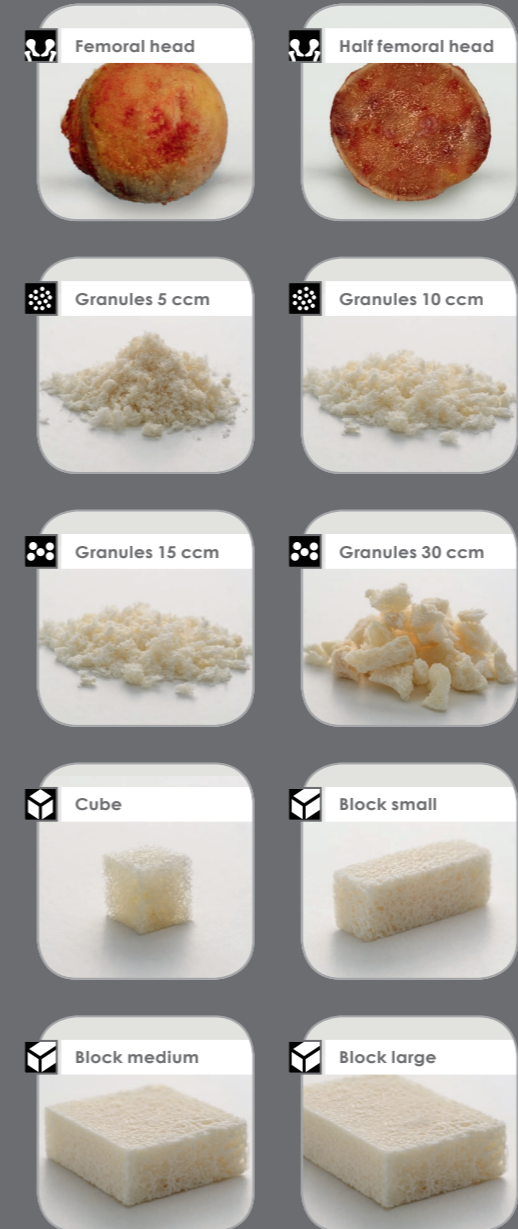 Femoral head
Half femoral head
Granules 5 ccm
Granules 10 ccm
Granules 15 ccm
Granules 30 ccm
Cube
Block small
Block medium
Block large